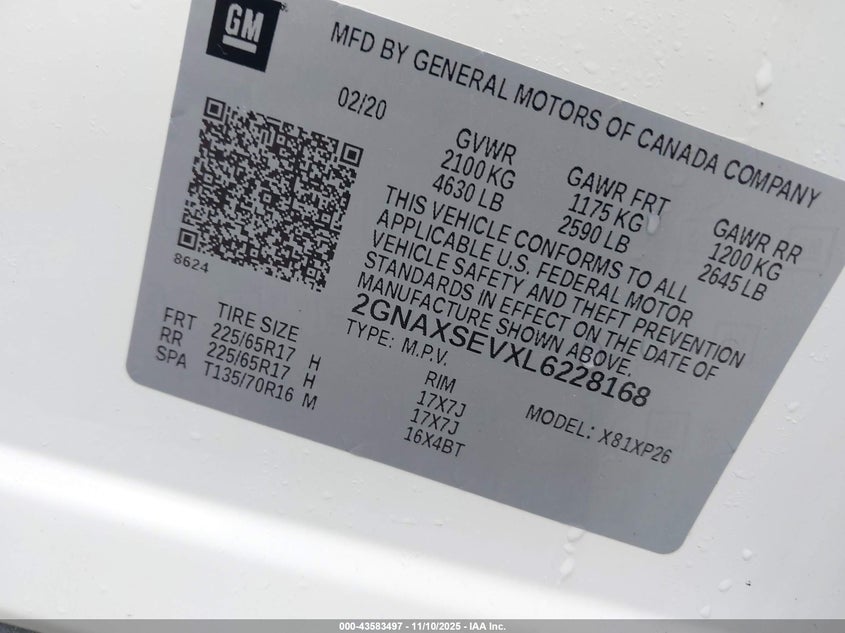 GM
MFD BY GENERAL MOTORS OF CANADA COMPANY
02/20
GVWR
2100 KG
4630 LB
GAWR FRT
1175 KG
2590 LB
GAWR RR
1200 KG
2645 LB
THIS VEHICLE CONFORMS TO ALL
APPLICABLE U.S. FEDERAL MOTOR
VEHICLE SAFETY AND THEFT PREVENTION
STANDARDS IN EFFECT ON THE DATE OF
MANUFACTURE SHOWN ABOVE.
8624
2GNAXSEVXL6228168
TYPE: M.P.V.
MODEL: X81XP26
TIRE SIZE
RIM
FRT 225/65R17 H 17X7J
RR 225/65R17 H 17X7J
SPA T135/70R16 M 16X4BT
000-43583497 - 11/10/2025 - IAA Inc.